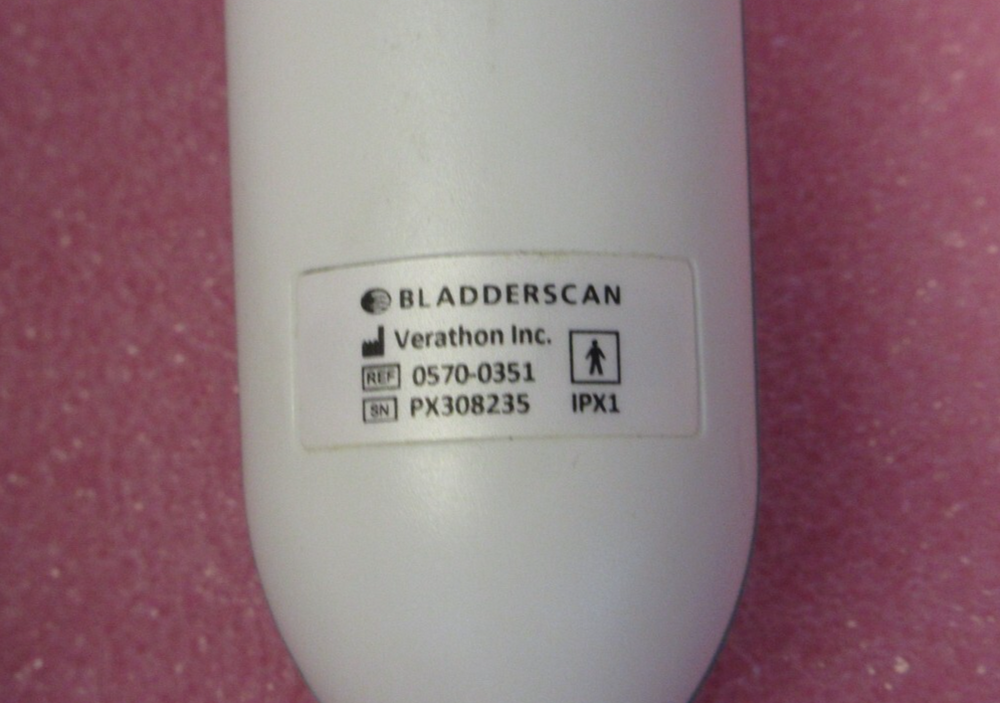 BLADDERSCAN
Verathon Inc.
REF 0570-0351
SN PX308235 IPX1